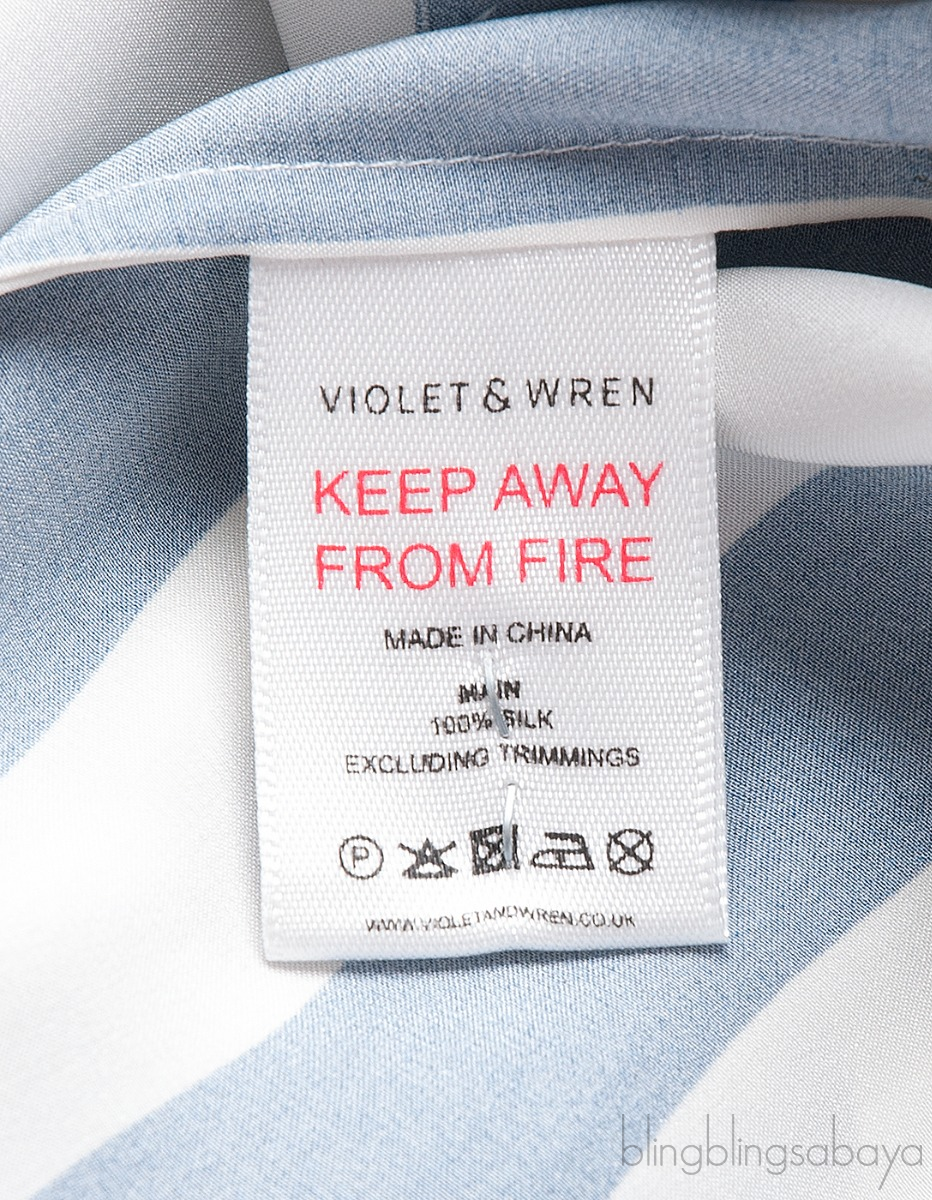 VIOLET & WREN
KEEP AWAY
FROM FIRE
MADE IN CHINA
MAIN
100% SILK
EXCLUDING TRIMMINGS
P
WWW.VIOLETANDWREN.CO.UK
blingblingsabaya